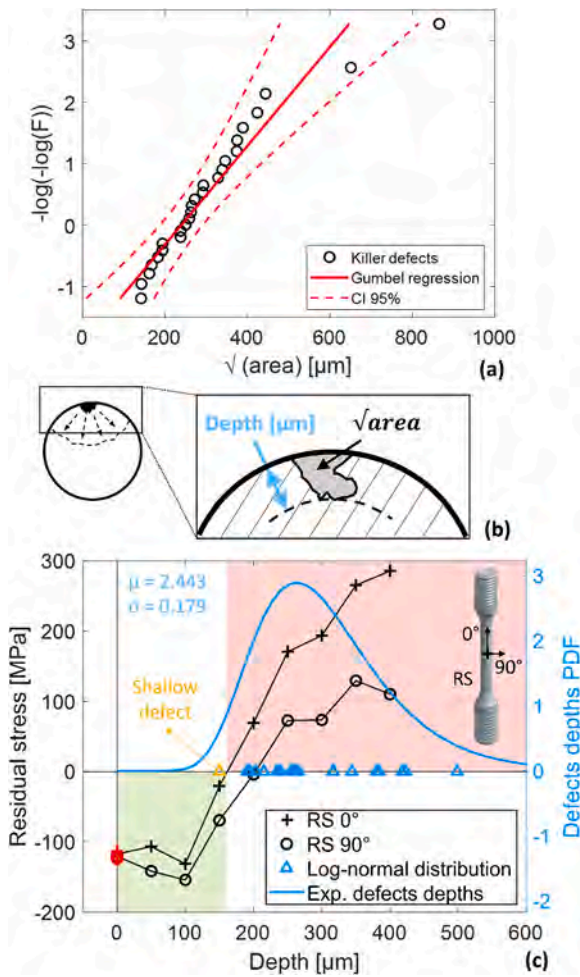 -log(-log(F))
3
2
1
0
-1
Killer defects
Gumbel regression
CI 95%
0 200 400 600 800 1000
√ (area) [µm]
(a)
Depth [µm]
√area
(b)
Residual stress [MPa]
300
200
100
0
-100
-200
µ = 2.443
σ = 0.179
Shallow
defect
0°
90°
RS
3
2
1
0
-1
-2
Defects depths PDF
RS 0°
RS 90°
Log-normal distribution
Exp. defects depths
0 100 200 300 400 500 600
Depth [µm]
(c)